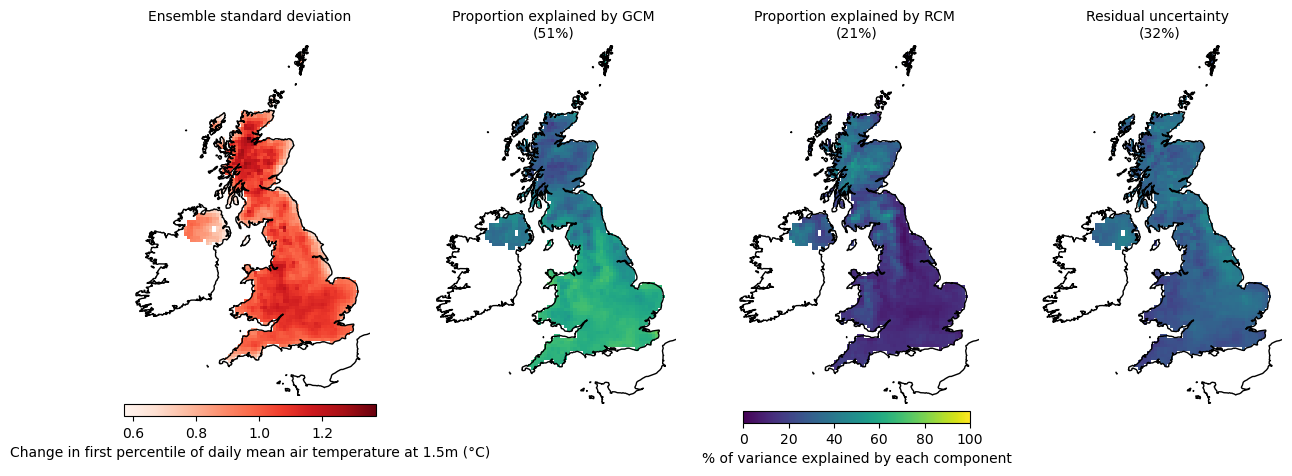 Ensemble standard deviation
Proportion explained by GCM
(51%)
Proportion explained by RCM
(21%)
Residual uncertainty
(32%)
0.6 0.8 1.0 1.2
Change in first percentile of daily mean air temperature at 1.5m (°C)
0 20 40 60 80 100
% of variance explained by each component